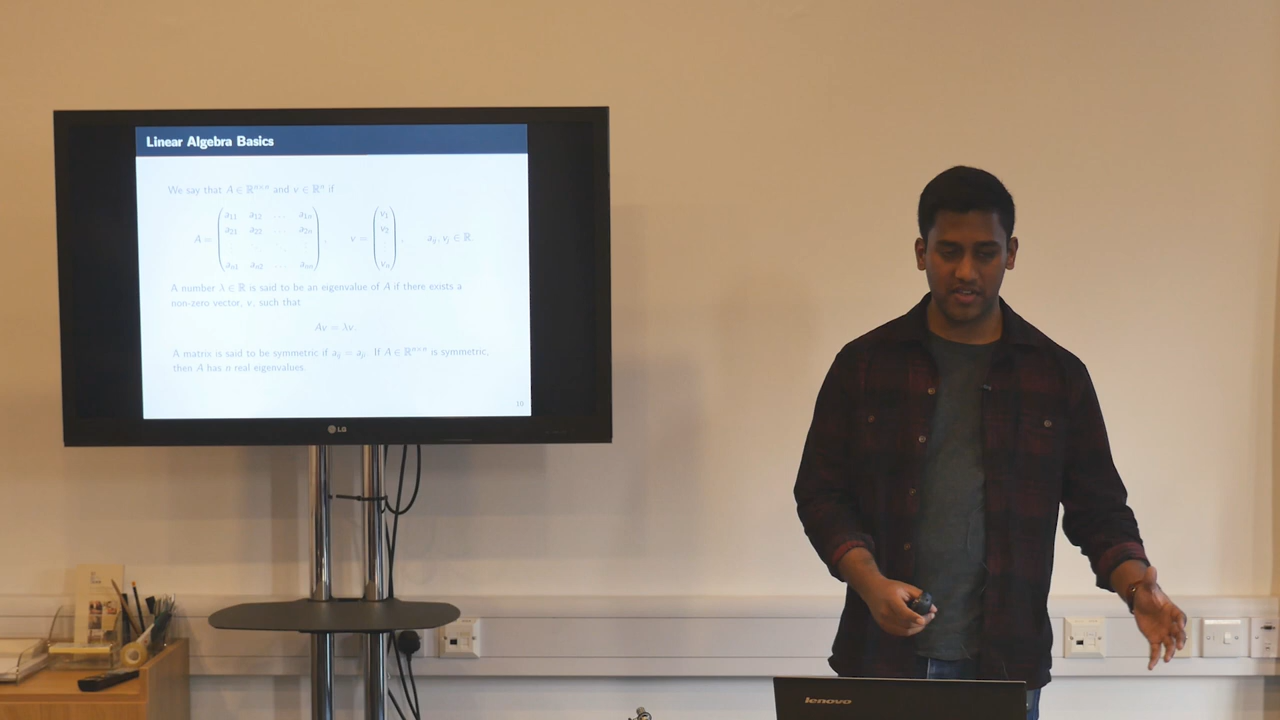 Linear Algebra Basics
We say that A ∈ ℝⁿˣⁿ and v ∈ ℝⁿ if
A = ( a₁₁ a₁₂ … a₁ₙ
a₂₁ a₂₂ … a₂ₙ
. . . .
aₙ₁ aₙ₂ … aₙₙ ), v = ( v₁ v₂ . vₙ ), aᵢⱼ, vⱼ ∈ ℝ
A number λ ∈ ℝ is said to be an eigenvalue of A if there exists a
non-zero vector, v, such that
Av = λv.
A matrix is said to be symmetric if aᵢⱼ = aⱼᵢ. If A ∈ ℝⁿˣⁿ is symmetric,
then A has n real eigenvalues.
10
LG
lenovo